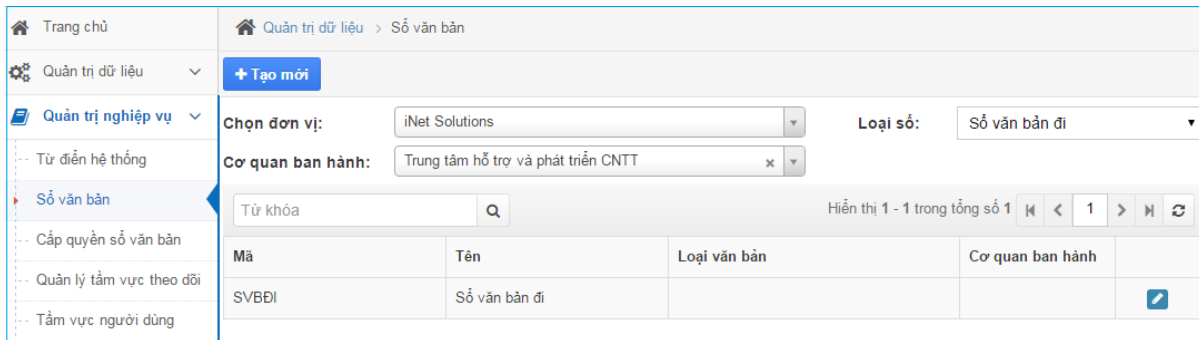 Trang chủ
Quản trị dữ liệu
Quản trị nghiệp vụ
Từ điển hệ thống
Sổ văn bản
Cấp quyền sổ văn bản
Quản lý tầm vực theo dõi
Tầm vực người dùng
Quản trị dữ liệu > Sổ văn bản
+ Tạo mới
Chọn đơn vị: iNet Solutions Loại sổ: Sổ văn bản đi
Cơ quan ban hành: Trung tâm hỗ trợ và phát triển CNTT
Từ khóa Hiển thị 1 - 1 trong tổng số 1 1
Mã Tên Loại văn bản Cơ quan ban hành
SVBĐI Sổ văn bản đi